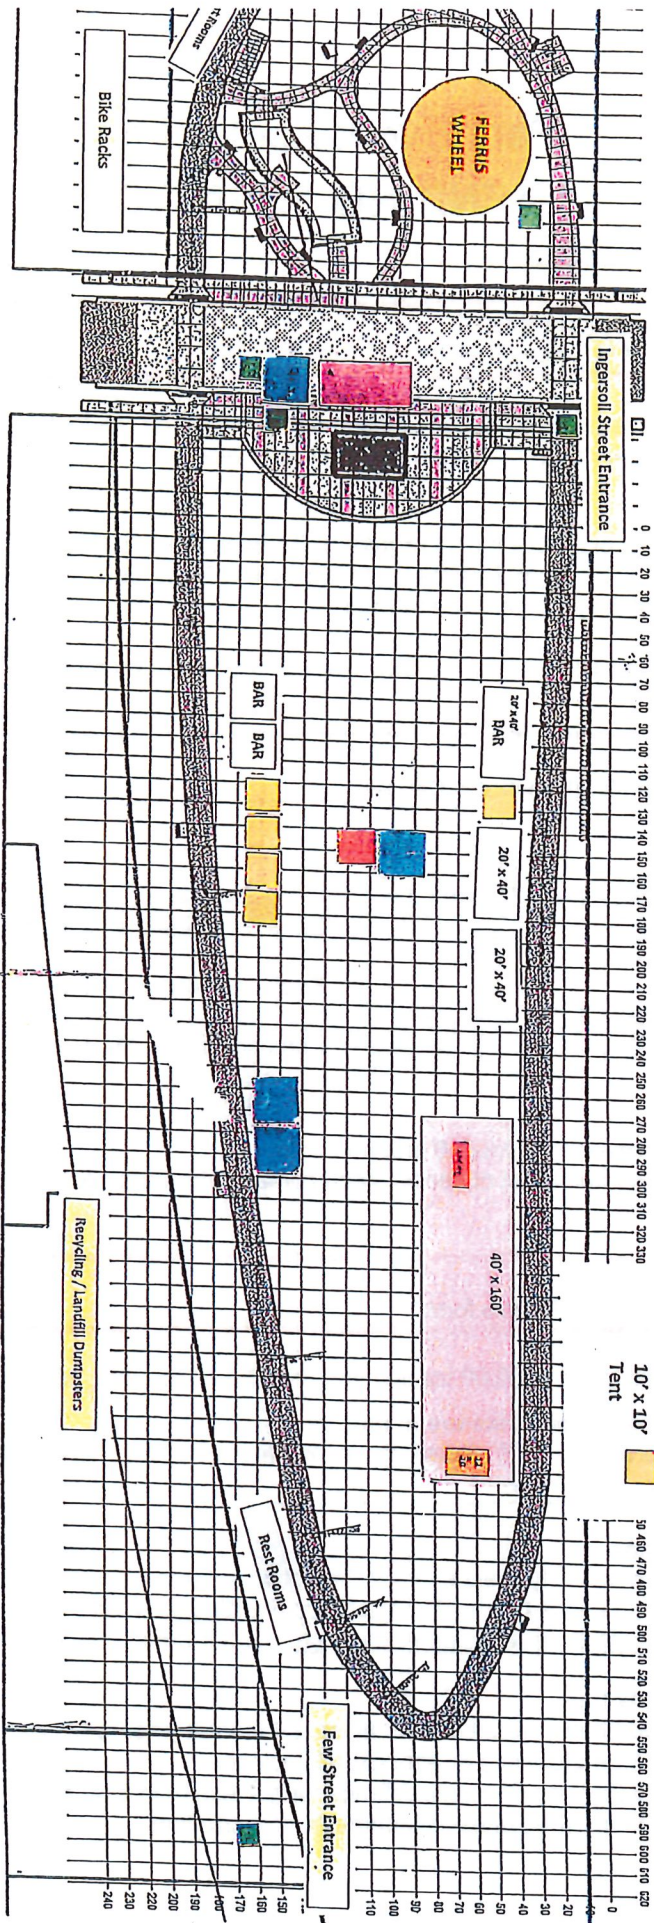 t Rooms
Bike Racks
FERRIS
WHEEL
Ingersoll Street Entrance
0 10 20 30 40 50 60 70 80 90 100 110 120 130 140 150 160 170 180 190 200 210 220 230 240 250 260 270 280 290 300 310 320 330
20' x 40'
BAR
BAR
BAR
20' x 40'
20' x 40'
40' x 160'
10' x 10'
Tent
50 460 470 480 490 500 510 520 530 540 550 560 570 580 590 600 610 620
Recycling / Landfill Dumpsters
Rest Rooms
Few Street Entrance
0
20
30
40
50
60
70
80
90
100
110
150
160
170
180
190
200
210
220
230
240